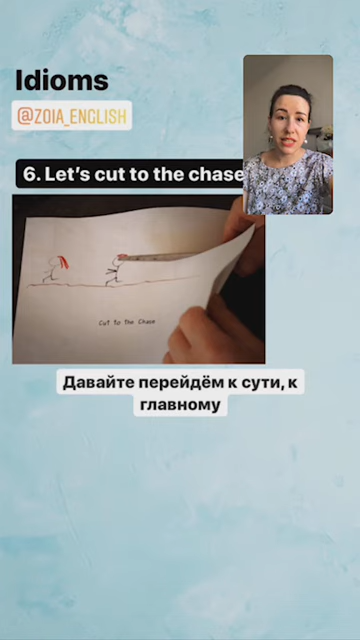 Idioms
@ZOIA_ENGLISH
6. Let's cut to the chase
Cut to the Chase
Давайте перейдём к сути, к
главному